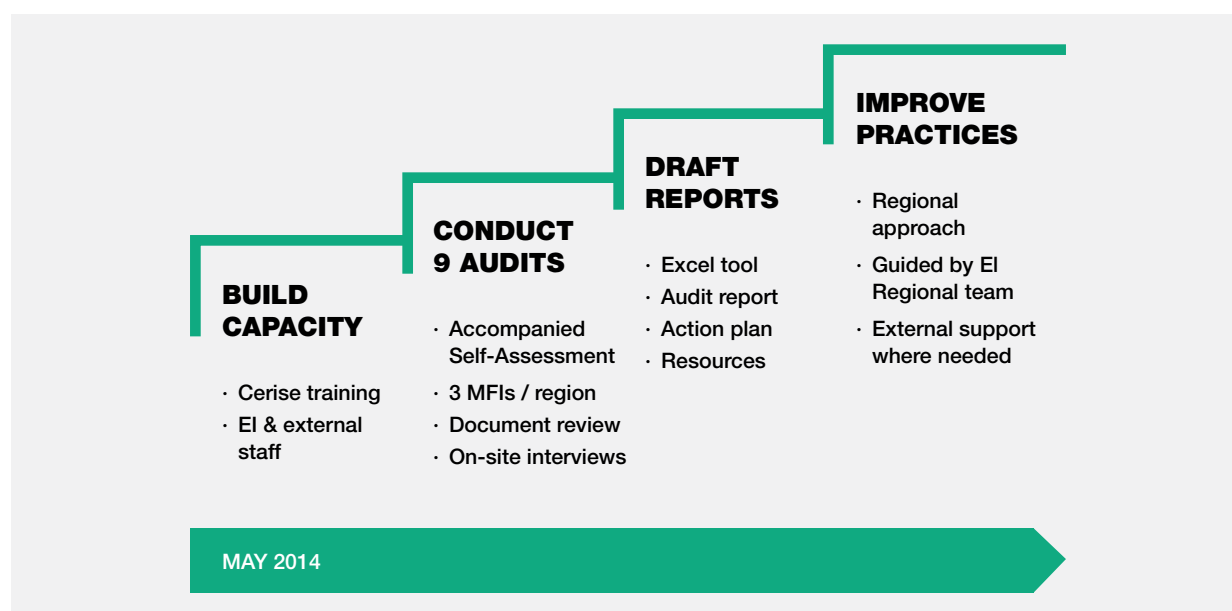 BUILD
CAPACITY
· Cerise training
· EI & external
staff
CONDUCT
9 AUDITS
· Accompanied
Self-Assessment
· 3 MFIs / region
· Document review
· On-site interviews
DRAFT
REPORTS
· Excel tool
· Audit report
· Action plan
· Resources
IMPROVE
PRACTICES
· Regional
approach
· Guided by EI
Regional team
· External support
where needed
MAY 2014